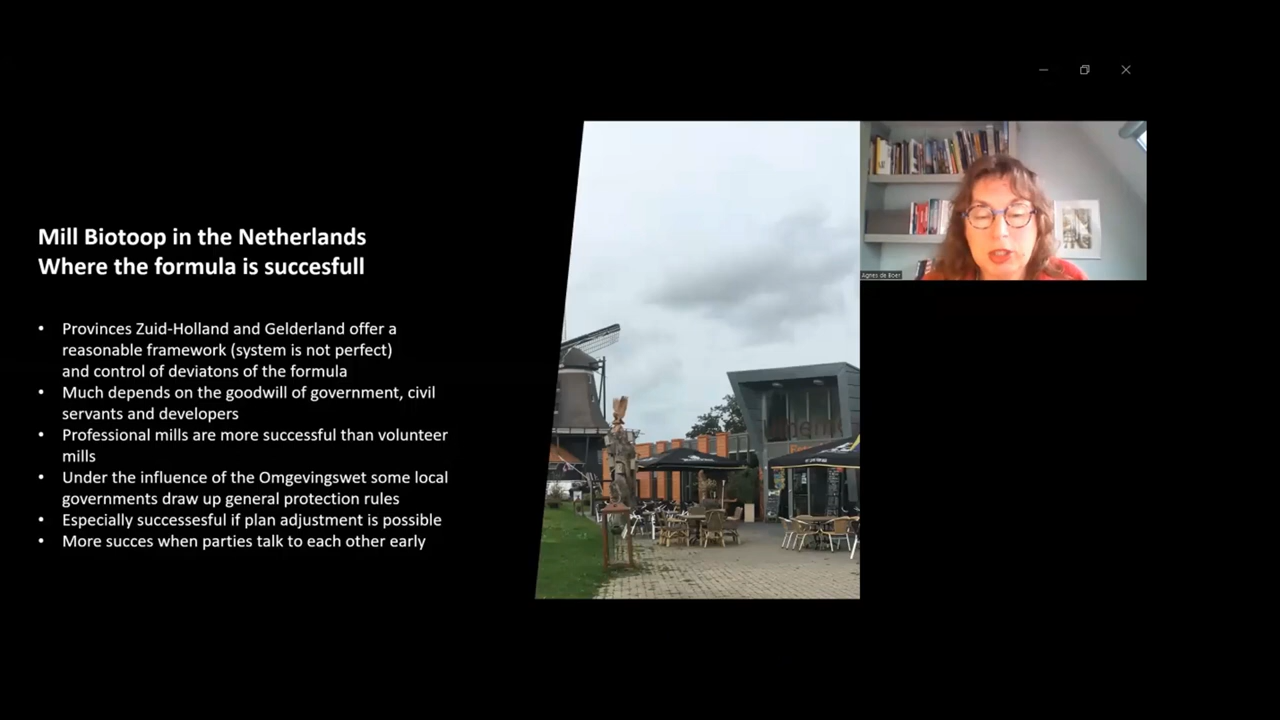 Mill Biotoop in the Netherlands
Where the formula is succesfull
• Provinces Zuid-Holland and Gelderland offer a
reasonable framework (system is not perfect)
and control of deviatons of the formula
• Much depends on the goodwill of government, civil
servants and developers
• Professional mills are more successful than volunteer
mills
• Under the influence of the Omgevingswet some local
governments draw up general protection rules
• Especially successesful if plan adjustment is possible
• More succes when parties talk to each other early
Agnes de Boer